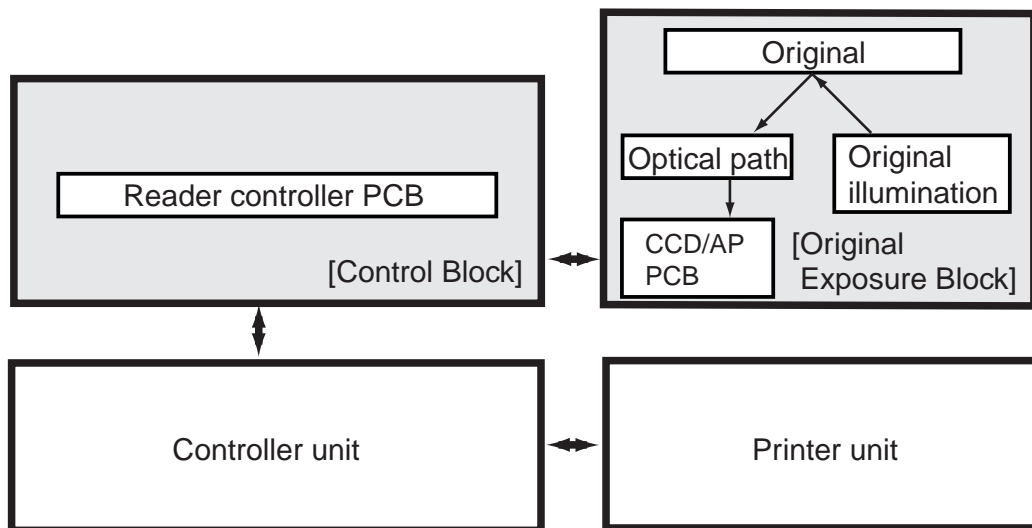 Original
Optical path
Original
illumination
CCD/AP
PCB
[Original
Exposure Block]
Reader controller PCB
[Control Block]
Controller unit
Printer unit